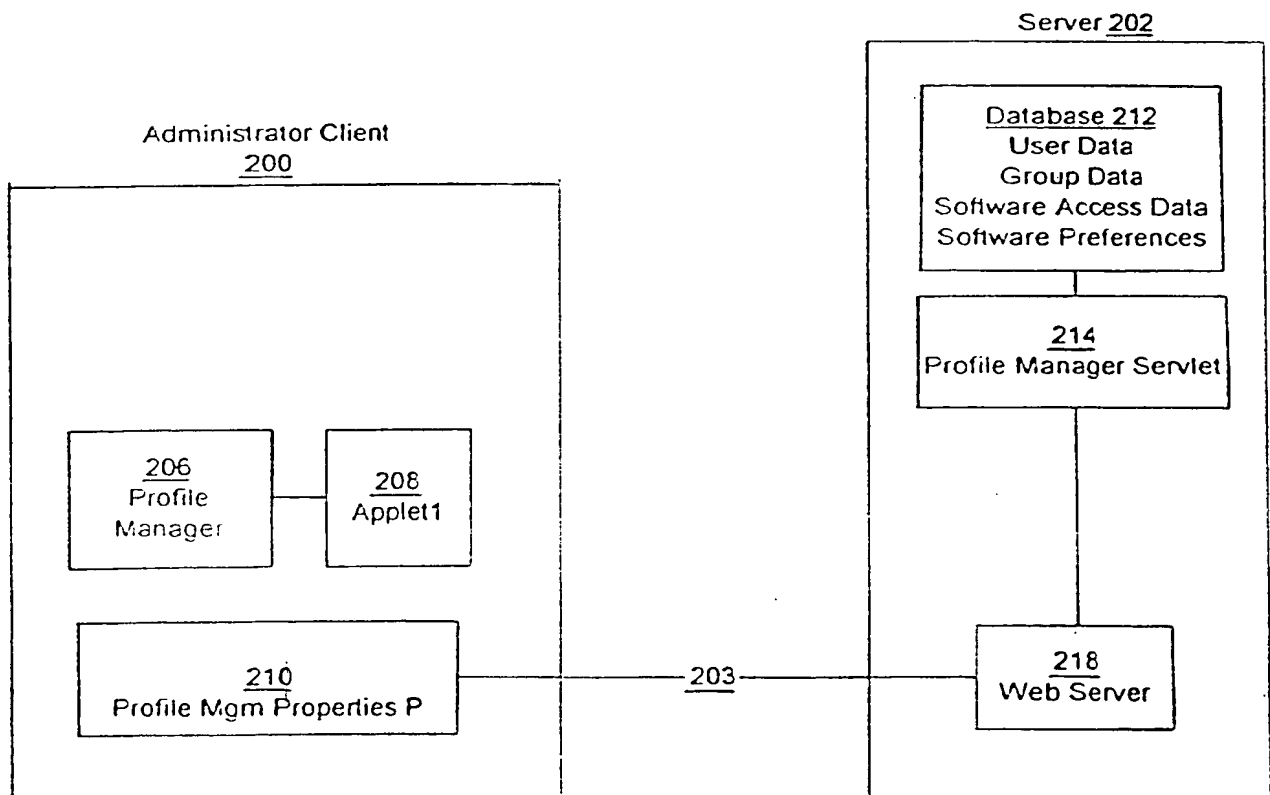 Server 202
Database 212
User Data
Group Data
Software Access Data
Software Preferences
Administrator Client
200
214
Profile Manager Servlet
206
Profile
Manager
208
Applet1
210
Profile Mgm Properties P
203
218
Web Server